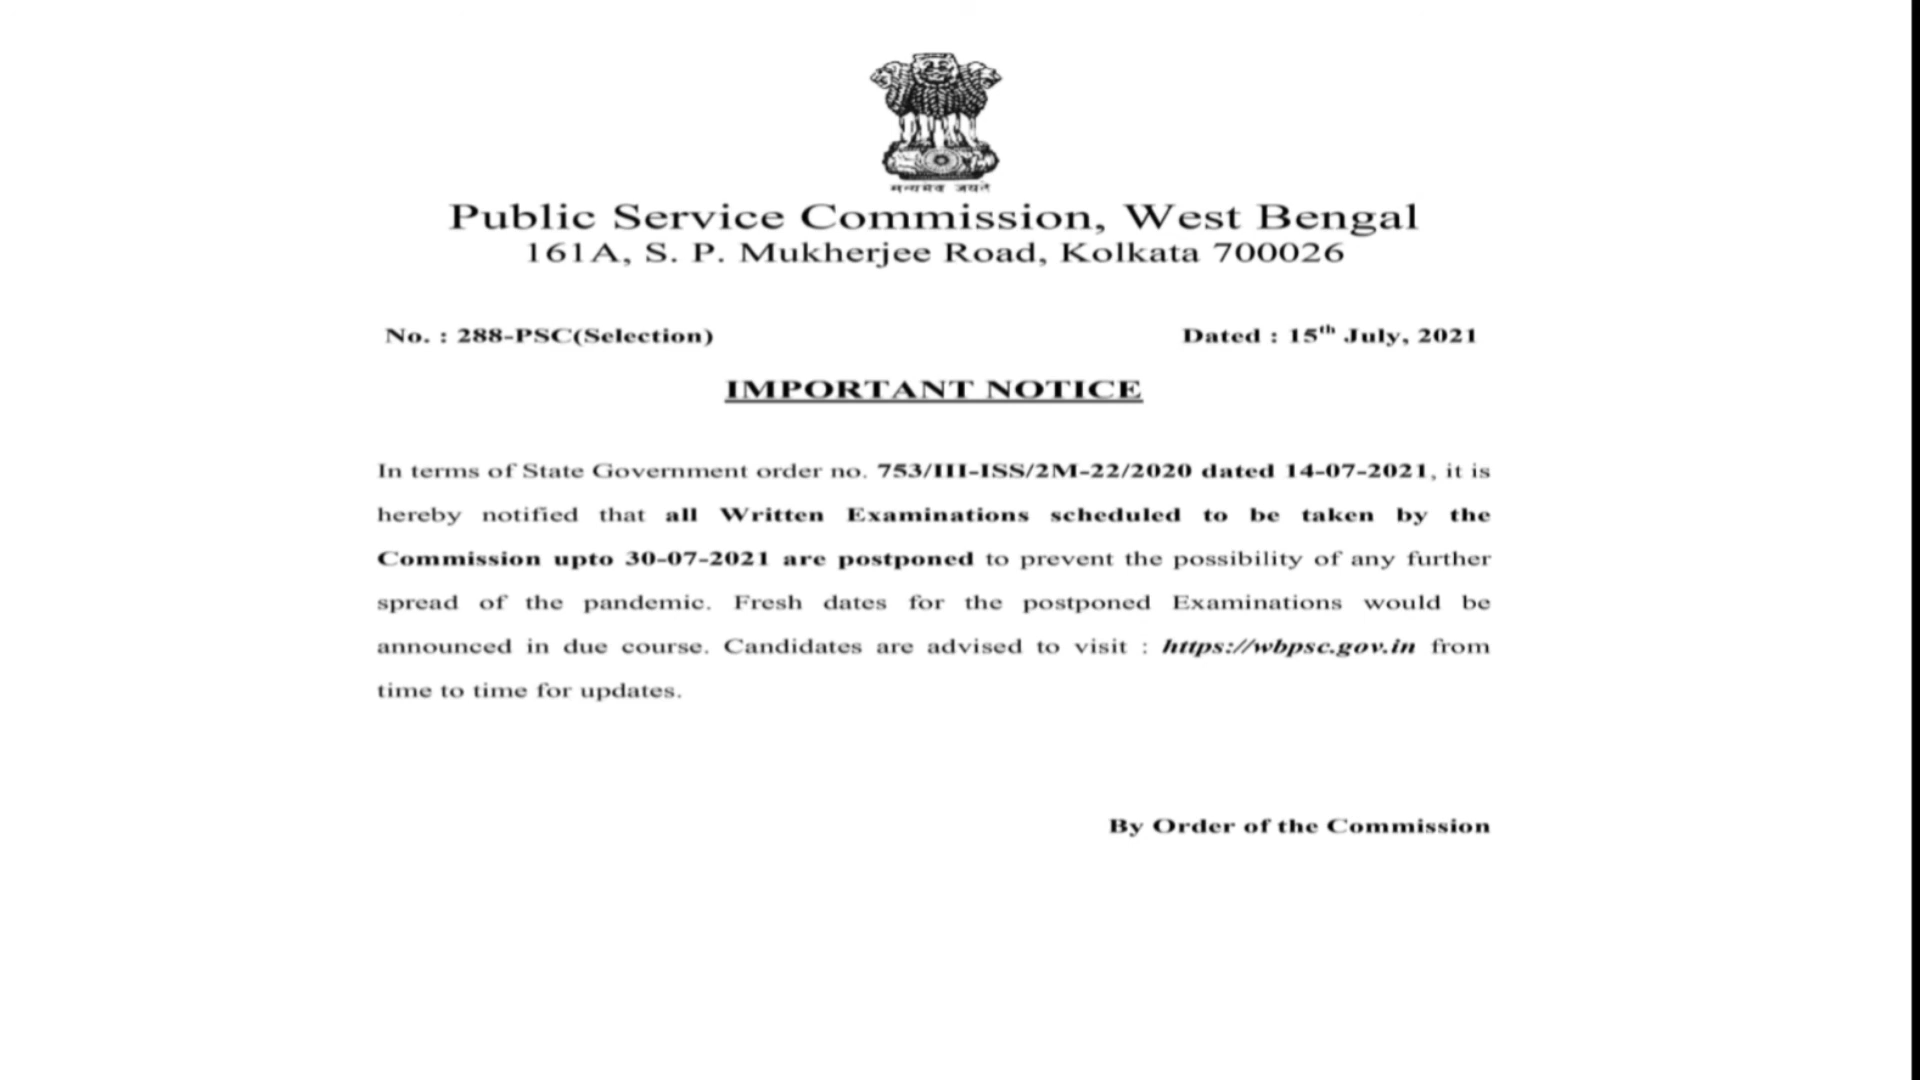 सत्यमेव जयते
Public Service Commission, West Bengal
161A, S. P. Mukherjee Road, Kolkata 700026
No. : 288-PSC(Selection) Dated : 15th July, 2021
IMPORTANT NOTICE
In terms of State Government order no. 753/III-ISS/2M-22/2020 dated 14-07-2021, it is
hereby notified that all Written Examinations scheduled to be taken by the
Commission upto 30-07-2021 are postponed to prevent the possibility of any further
spread of the pandemic. Fresh dates for the postponed Examinations would be
announced in due course. Candidates are advised to visit : https://wbpsc.gov.in from
time to time for updates.
By Order of the Commission